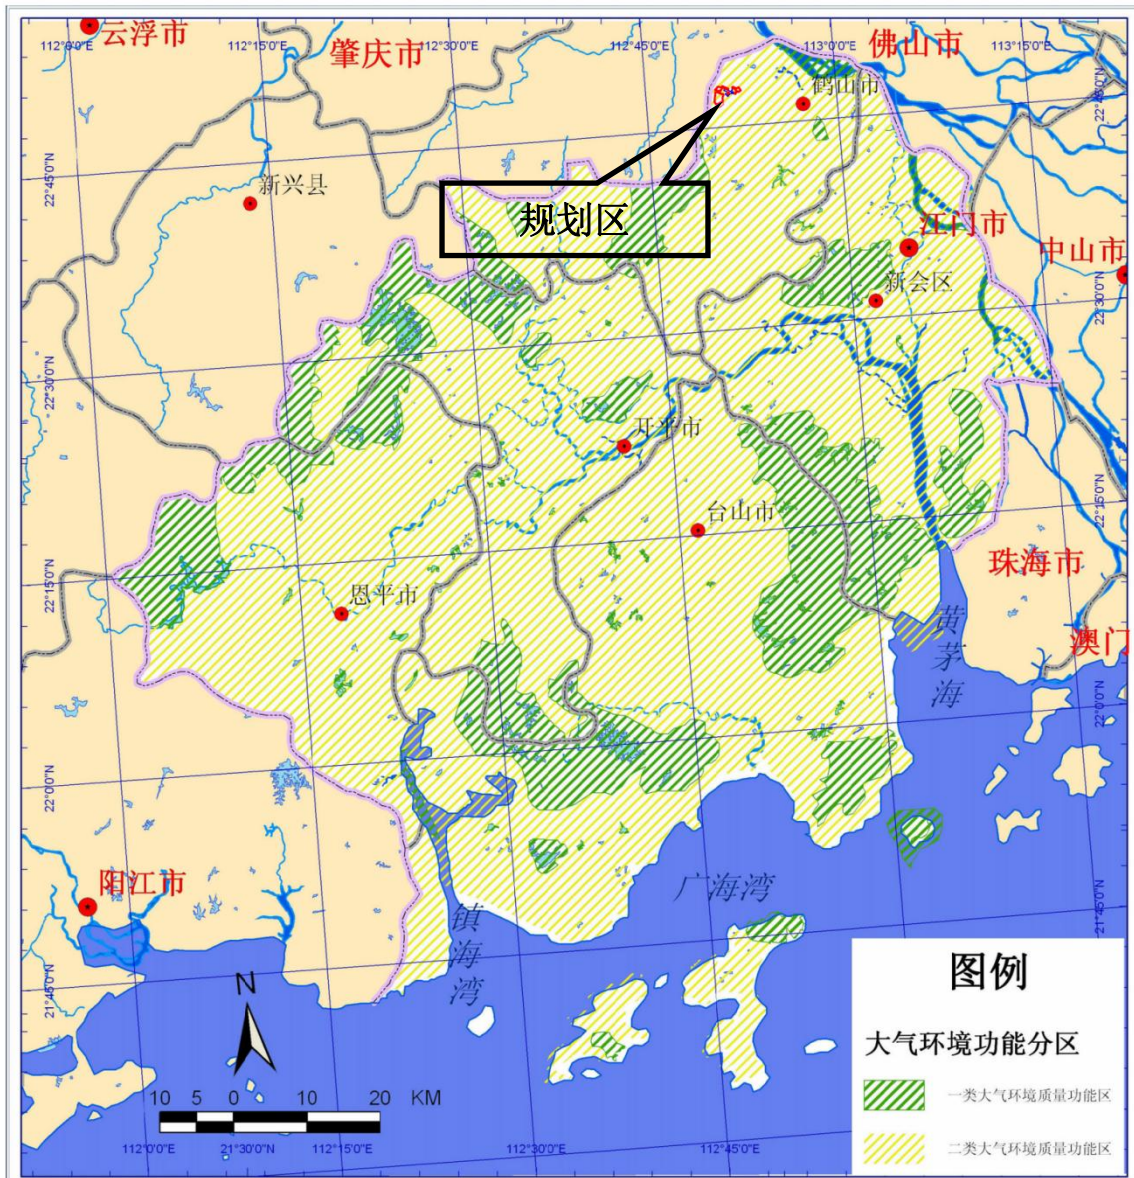 云浮市
肇庆市
佛山市
112°0'0"E
112°15'0"E
112°30'0"E
112°45'0"E
113°0'0"E
113°15'0"E
鹤山市
22°45'0"N
22°45'0"N
新兴县
规划区
江门市
中山市
新会区
22°30'0"N
22°30'0"N
开平市
22°15'0"N
台山市
珠海市
22°15'0"N
恩平市
黄茅海
澳门
22°0'0"N
22°0'0"N
阳江市
广海湾
镇海湾
21°45'0"N
21°45'0"N
N
图例
大气环境功能分区
一类大气环境质量功能区
二类大气环境质量功能区
10 5 0 10 20 KM
112°0'0"E
21°30'0"N
112°15'0"E
112°30'0"E
112°45'0"E